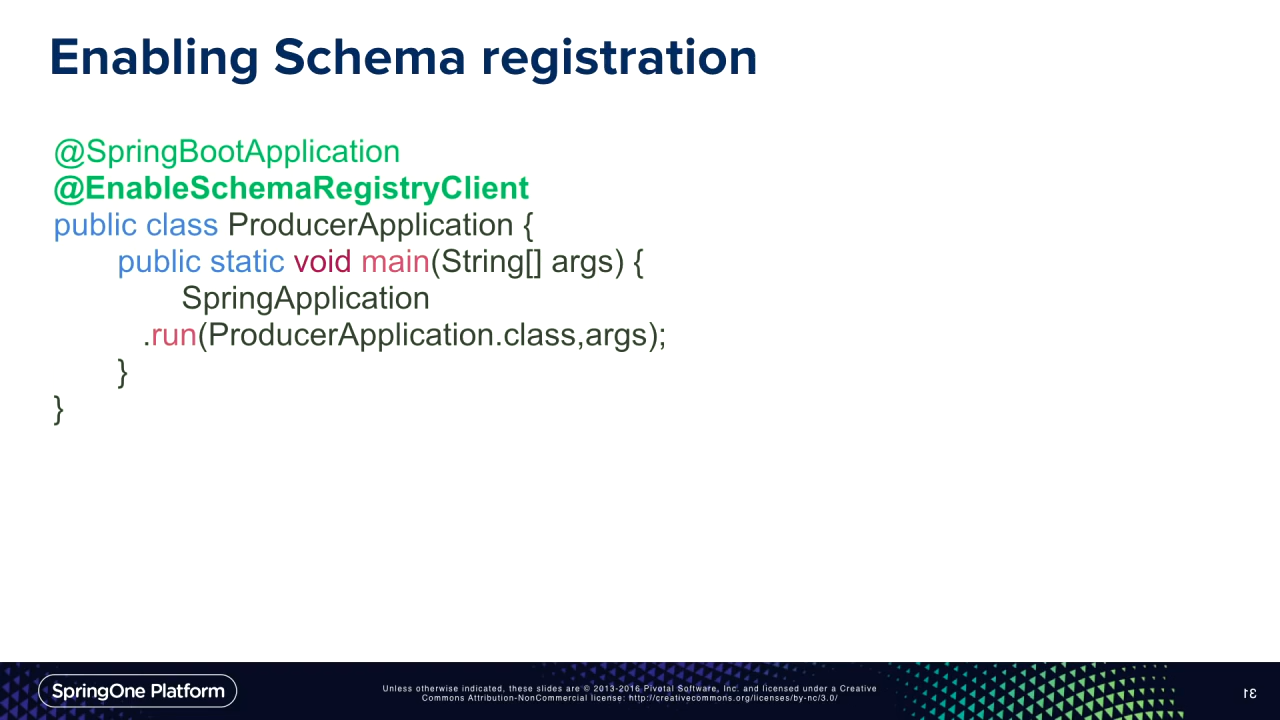 Enabling Schema registration
@SpringBootApplication
@EnableSchemaRegistryClient
public class ProducerApplication {
public static void main(String[] args) {
SpringApplication
.run(ProducerApplication.class,args);
}
}
SpringOne Platform
Unless otherwise indicated, these slides are © 2013-2016 Pivotal Software, Inc. and licensed under a Creative
Commons Attribution-NonCommercial license: http://creativecommons.org/licenses/by-nc/3.0/
31